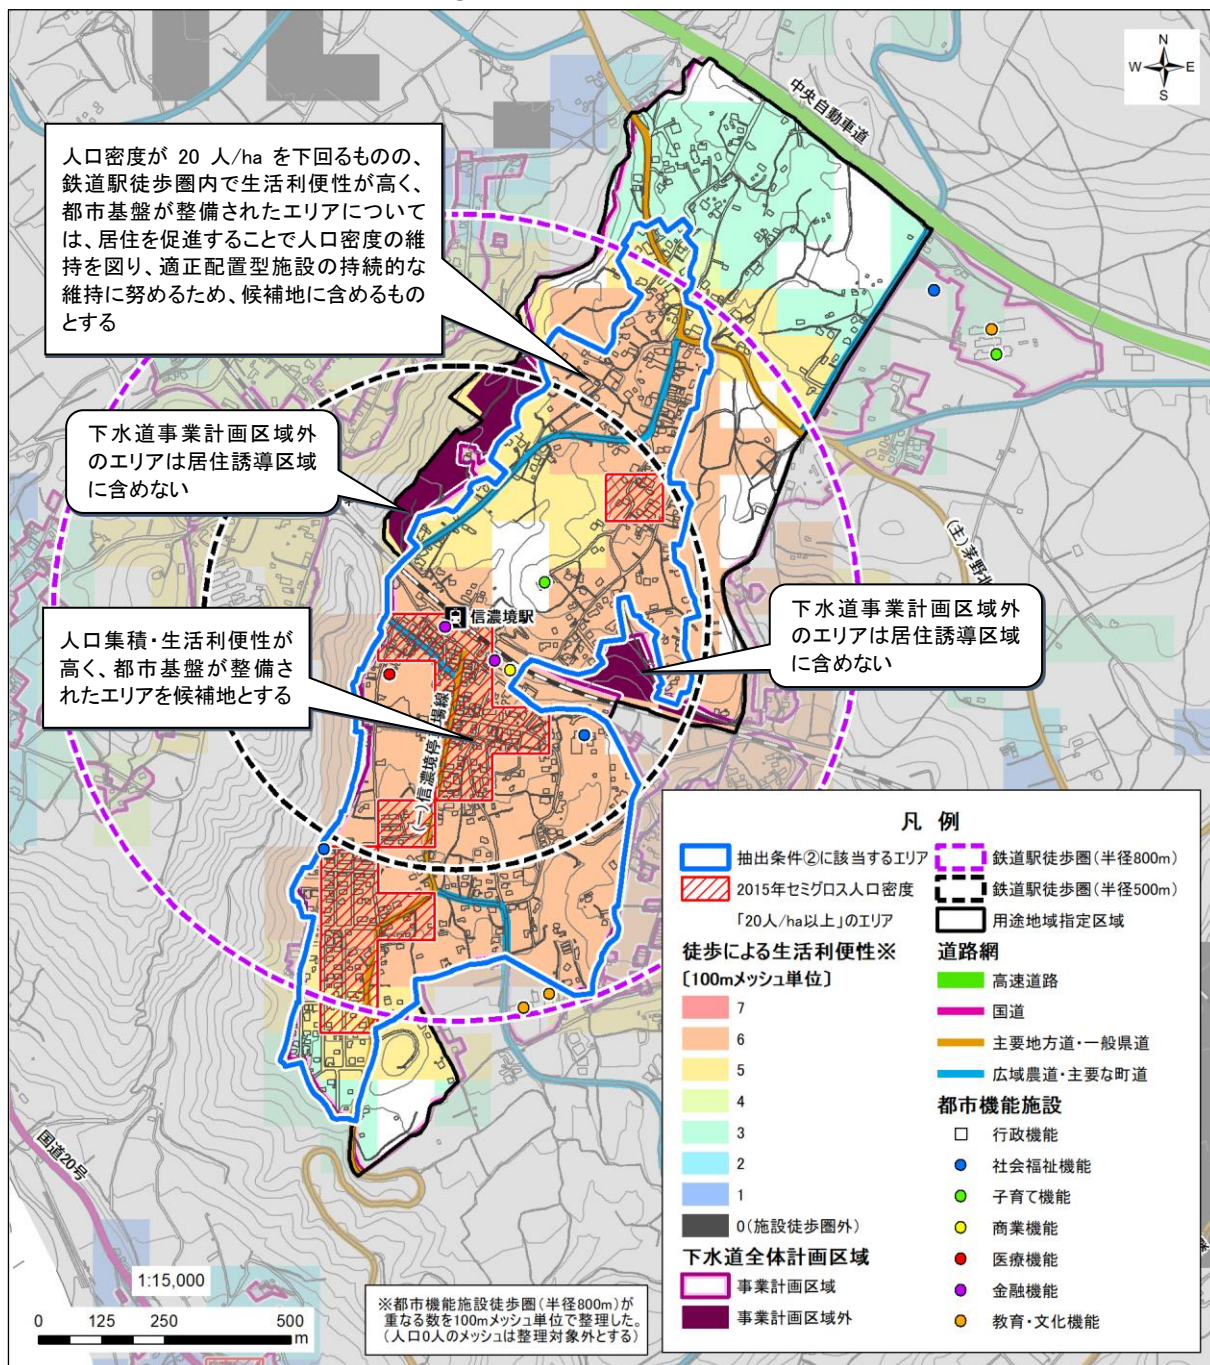 中央自動車道
N
W
E
S
人口密度が 20 人/ha を下回るものの、
鉄道駅徒歩圏内で生活利便性が高く、
都市基盤が整備されたエリアについて
は、居住を促進することで人口密度の維
持を図り、適正配置型施設の持続的な
維持に努めるため、候補地に含めるもの
とする
下水道事業計画区域外
のエリアは居住誘導区域
に含めない
(主)茅野北
下水道事業計画区域外
のエリアは居住誘導区域
に含めない
信濃境駅
人口集積・生活利便性が
高く、都市基盤が整備さ
れたエリアを候補地とする
(一)信濃境停車場線
国道20号
凡 例
抽出条件②に該当するエリア
2015年セミグロス人口密度
「20人/ha以上」のエリア
徒歩による生活利便性※
〔100mメッシュ単位〕
7
6
5
4
3
2
1
0(施設徒歩圏外)
下水道全体計画区域
事業計画区域
事業計画区域外
鉄道駅徒歩圏(半径800m)
鉄道駅徒歩圏(半径500m)
用途地域指定区域
道路網
高速道路
国道
主要地方道・一般県道
広域農道・主要な町道
都市機能施設
行政機能
社会福祉機能
子育て機能
商業機能
医療機能
金融機能
教育・文化機能
1:15,000
0 125 250 500
m
※都市機能施設徒歩圏(半径800m)が
重なる数を100mメッシュ単位で整理した。
(人口0人のメッシュは整理対象外とする)